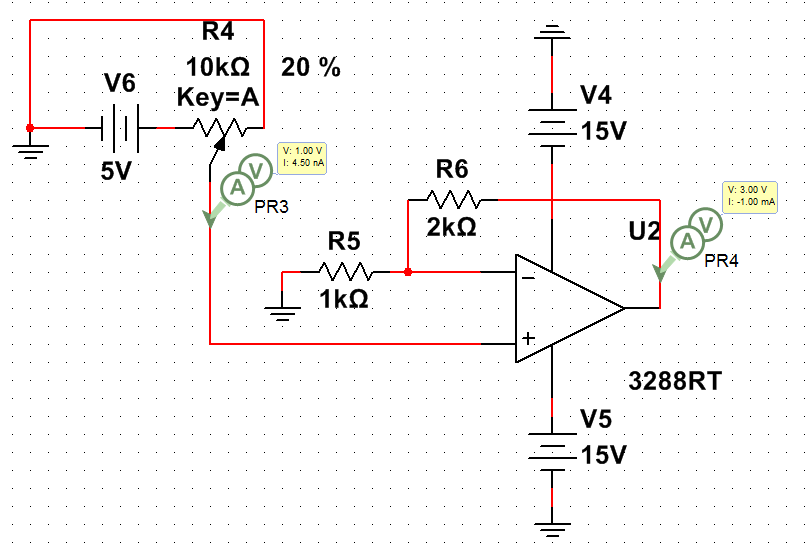 R4
10kΩ
20 %
Key=A
V6
5V
V: 1.00 V
I: 4.50 nA
V
A
PR3
V4
15V
R6
2kΩ
V: 3.00 V
I: -1.00 mA
U2
V
A
PR4
R5
1kΩ
−
+
3288RT
V5
15V